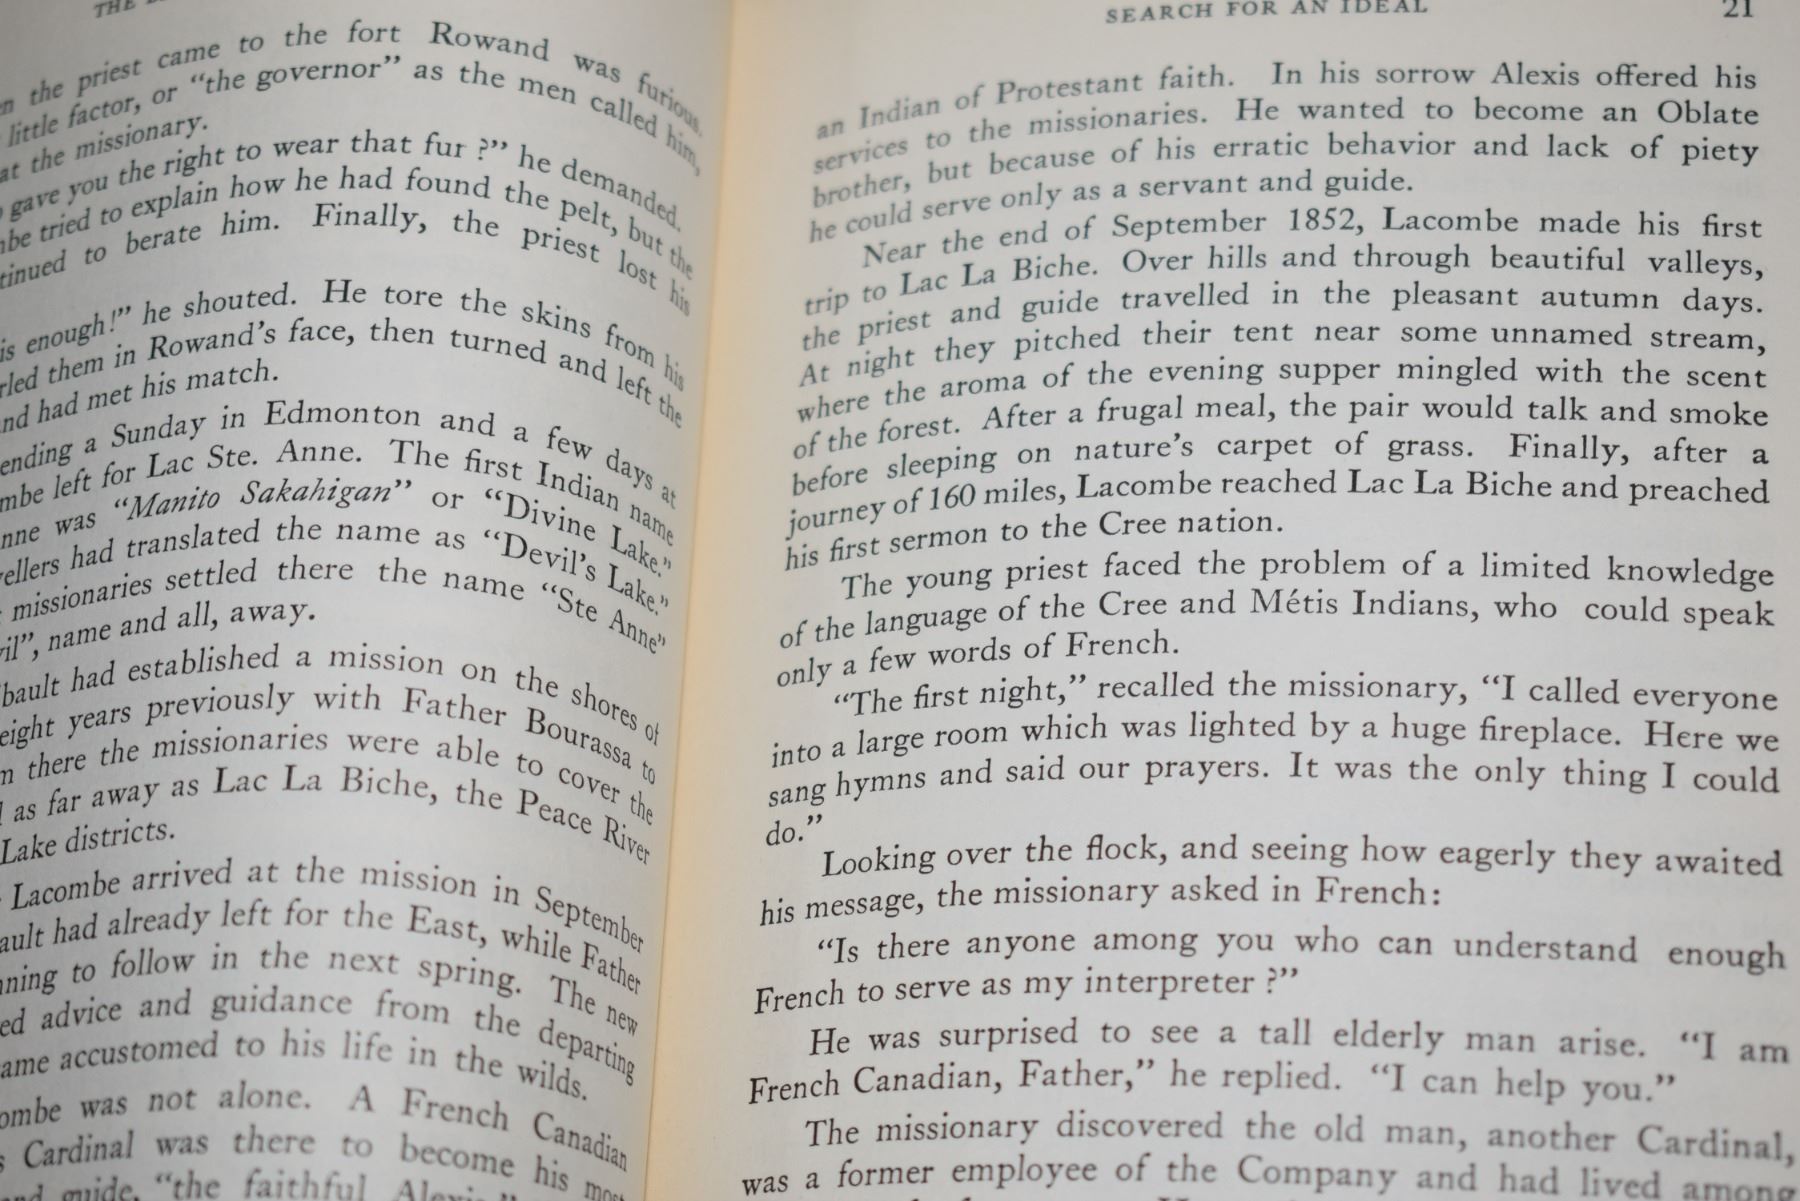 THE
the priest came to the fort Rowand was furious.
little factor, or “the governor” as the men called him,
at the missionary.
gave you the right to wear that fur ?” he demanded.
tried to explain how he had found the pelt, but the
to berate him. Finally, the priest lost his
is enough!” he shouted. He tore the skins from his
them in Rowand’s face, then turned and left the
had met his match.
a Sunday in Edmonton and a few days at
left for Lac Ste. Anne. The first Indian name
was “Manito Sakahigan” or “Divine Lake.”
had translated the name as “Devil’s Lake.”
missionaries settled there the name “Ste Anne”
name and all, away.
had established a mission on the shores of
eight years previously with Father Bourassa to
there the missionaries were able to cover the
as far away as Lac La Biche, the Peace River
Lake districts.
Lacombe arrived at the mission in September
had already left for the East, while Father
to follow in the next spring. The new
advice and guidance from the departing
accustomed to his life in the wilds.
was not alone. A French Canadian
Cardinal was there to become his most
guide, “the faithful Alexis”
SEARCH FOR AN IDEAL 21
an Indian of Protestant faith. In his sorrow Alexis offered his
services to the missionaries. He wanted to become an Oblate
brother, but because of his erratic behavior and lack of piety
he could serve only as a servant and guide.
Near the end of September 1852, Lacombe made his first
trip to Lac La Biche. Over hills and through beautiful valleys,
the priest and guide travelled in the pleasant autumn days.
At night they pitched their tent near some unnamed stream,
where the aroma of the evening supper mingled with the scent
of the forest. After a frugal meal, the pair would talk and smoke
before sleeping on nature’s carpet of grass. Finally, after a
journey of 160 miles, Lacombe reached Lac La Biche and preached
his first sermon to the Cree nation.
The young priest faced the problem of a limited knowledge
of the language of the Cree and Métis Indians, who could speak
only a few words of French.
“The first night,” recalled the missionary, “I called everyone
into a large room which was lighted by a huge fireplace. Here we
sang hymns and said our prayers. It was the only thing I could
do.”
Looking over the flock, and seeing how eagerly they awaited
his message, the missionary asked in French:
“Is there anyone among you who can understand enough
French to serve as my interpreter ?”
He was surprised to see a tall elderly man arise. “I am
French Canadian, Father,” he replied. “I can help you.”
The missionary discovered the old man, another Cardinal,
was a former employee of the Company and had lived among